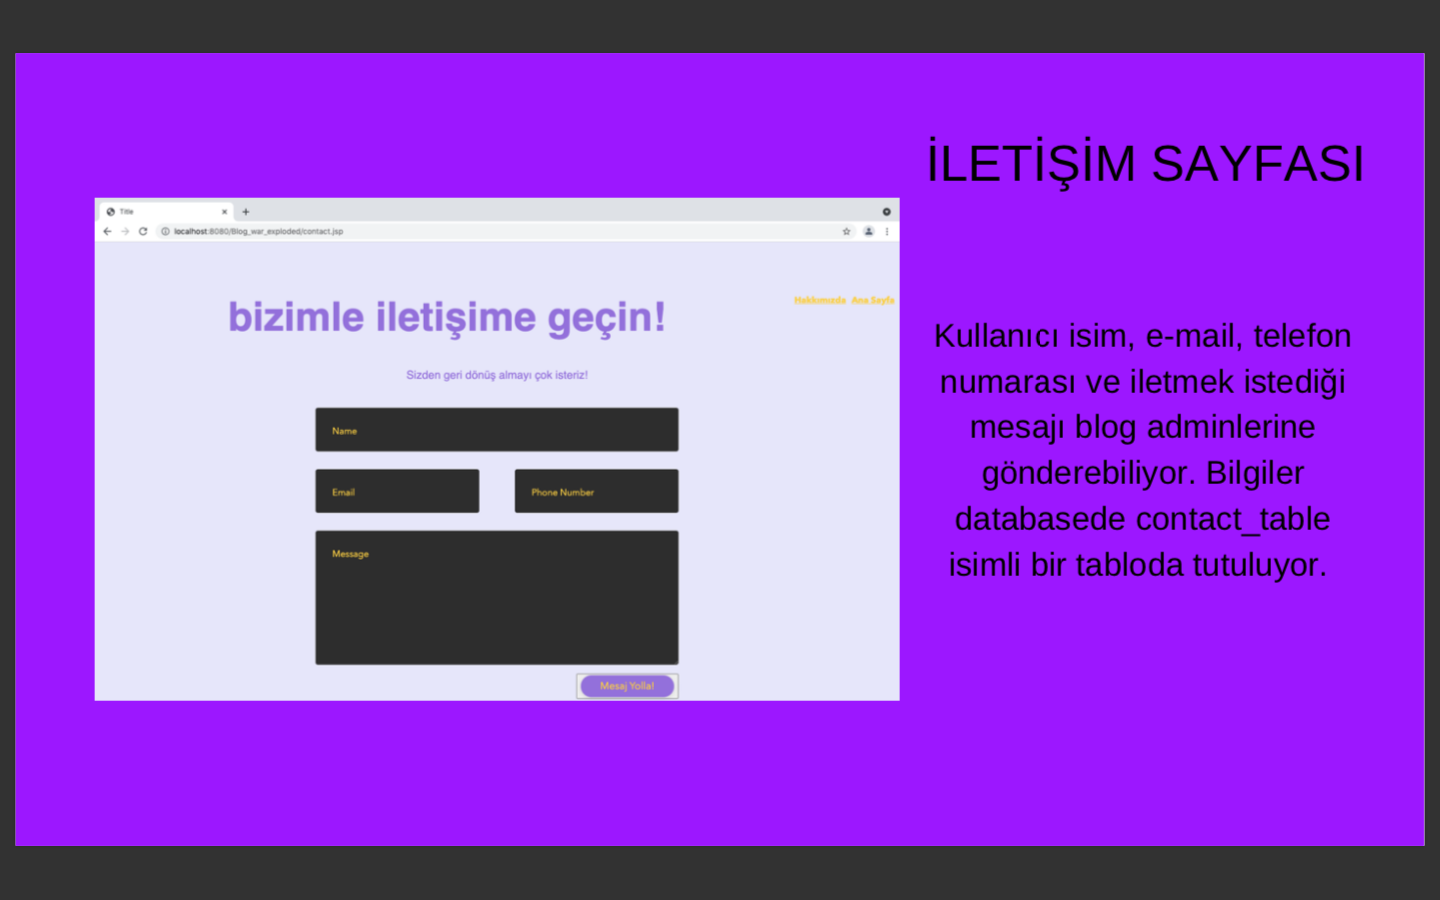 İLETİŞİM SAYFASI
Title
localhost:8080/Blog_war_exploded/contact.jsp
Hakkımızda Ana Sayfa
bizimle iletişime geçin!
Sizden geri dönüş almayı çok isteriz!
Name
Email
Phone Number
Message
Mesaj Yolla!
Kullanıcı isim, e-mail, telefon
numarası ve iletmek istediği
mesajı blog adminlerine
gönderebiliyor. Bilgiler
databasede contact_table
isimli bir tabloda tutuluyor.